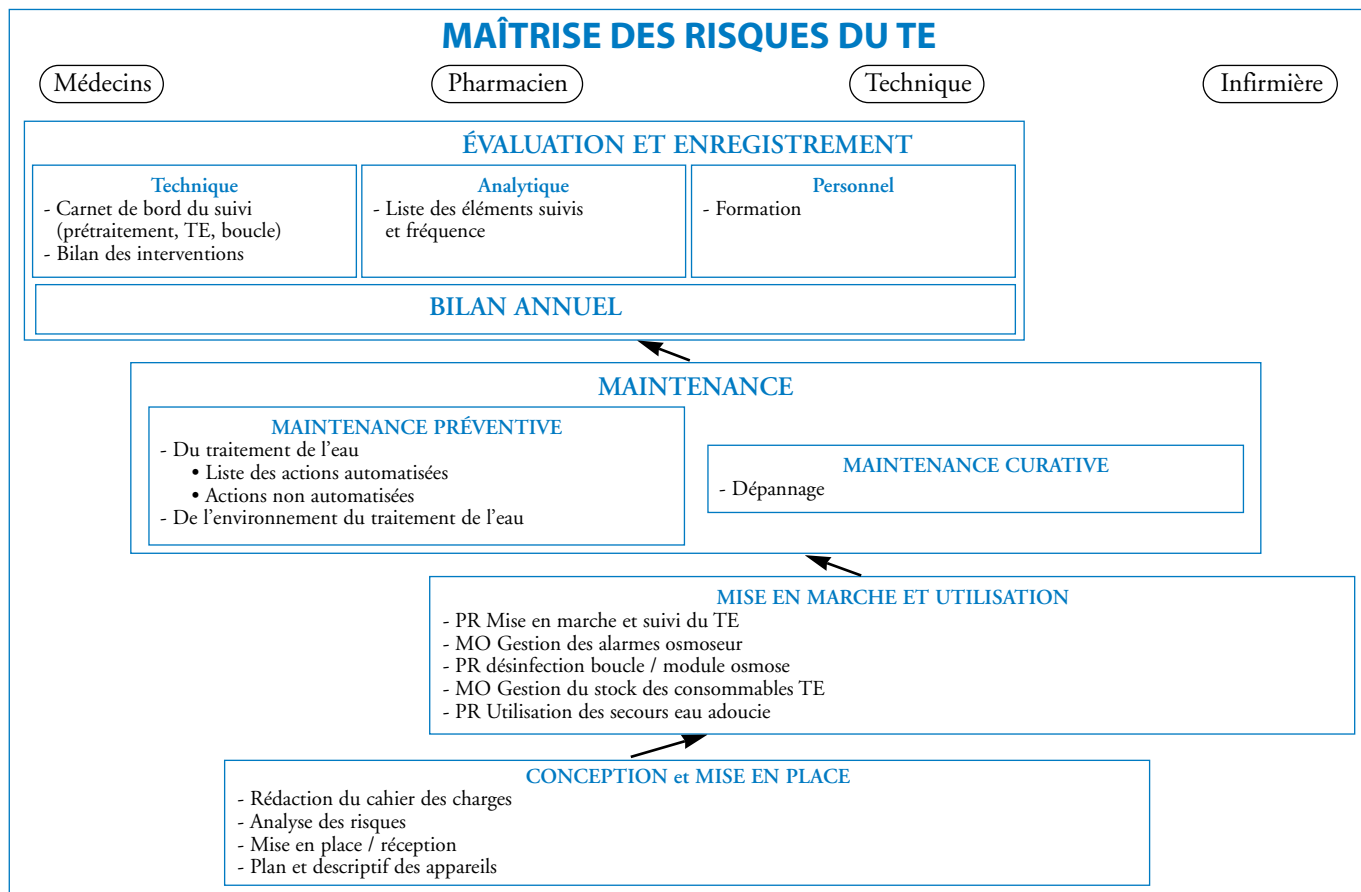 MAÎTRISE DES RISQUES DU TE
Médecins
Pharmacien
Technique
Infirmière
ÉVALUATION ET ENREGISTREMENT
Technique
- Carnet de bord du suivi
(prétraitement, TE, boucle)
- Bilan des interventions
Analytique
- Liste des éléments suivis
et fréquence
Personnel
- Formation
BILAN ANNUEL
MAINTENANCE
MAINTENANCE PRÉVENTIVE
- Du traitement de l’eau
• Liste des actions automatisées
• Actions non automatisées
- De l’environnement du traitement de l’eau
MAINTENANCE CURATIVE
- Dépannage
MISE EN MARCHE ET UTILISATION
- PR Mise en marche et suivi du TE
- MO Gestion des alarmes osmoseur
- PR désinfection boucle / module osmose
- MO Gestion du stock des consommables TE
- PR Utilisation des secours eau adoucie
CONCEPTION et MISE EN PLACE
- Rédaction du cahier des charges
- Analyse des risques
- Mise en place / réception
- Plan et descriptif des appareils